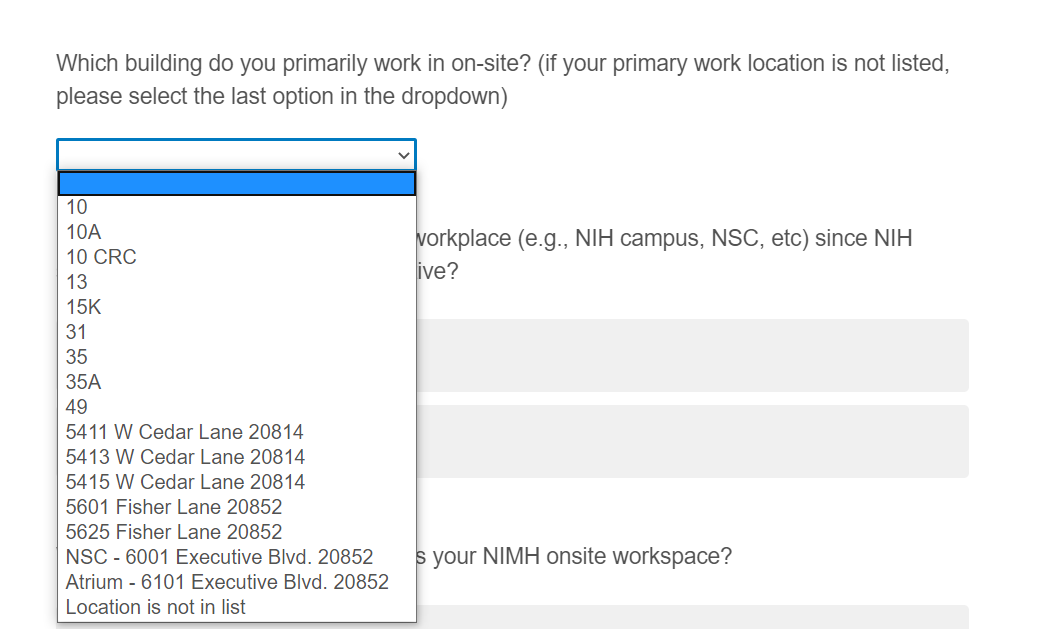 Which building do you primarily work in on-site? (if your primary work location is not listed,
please select the last option in the dropdown)
10
10A
10 CRC
13
15K
31
35
35A
49
5411 W Cedar Lane 20814
5413 W Cedar Lane 20814
5415 W Cedar Lane 20814
5601 Fisher Lane 20852
5625 Fisher Lane 20852
NSC - 6001 Executive Blvd. 20852
Atrium - 6101 Executive Blvd. 20852
Location is not in list
workplace (e.g., NIH campus, NSC, etc) since NIH
ive?
s your NIMH onsite workspace?